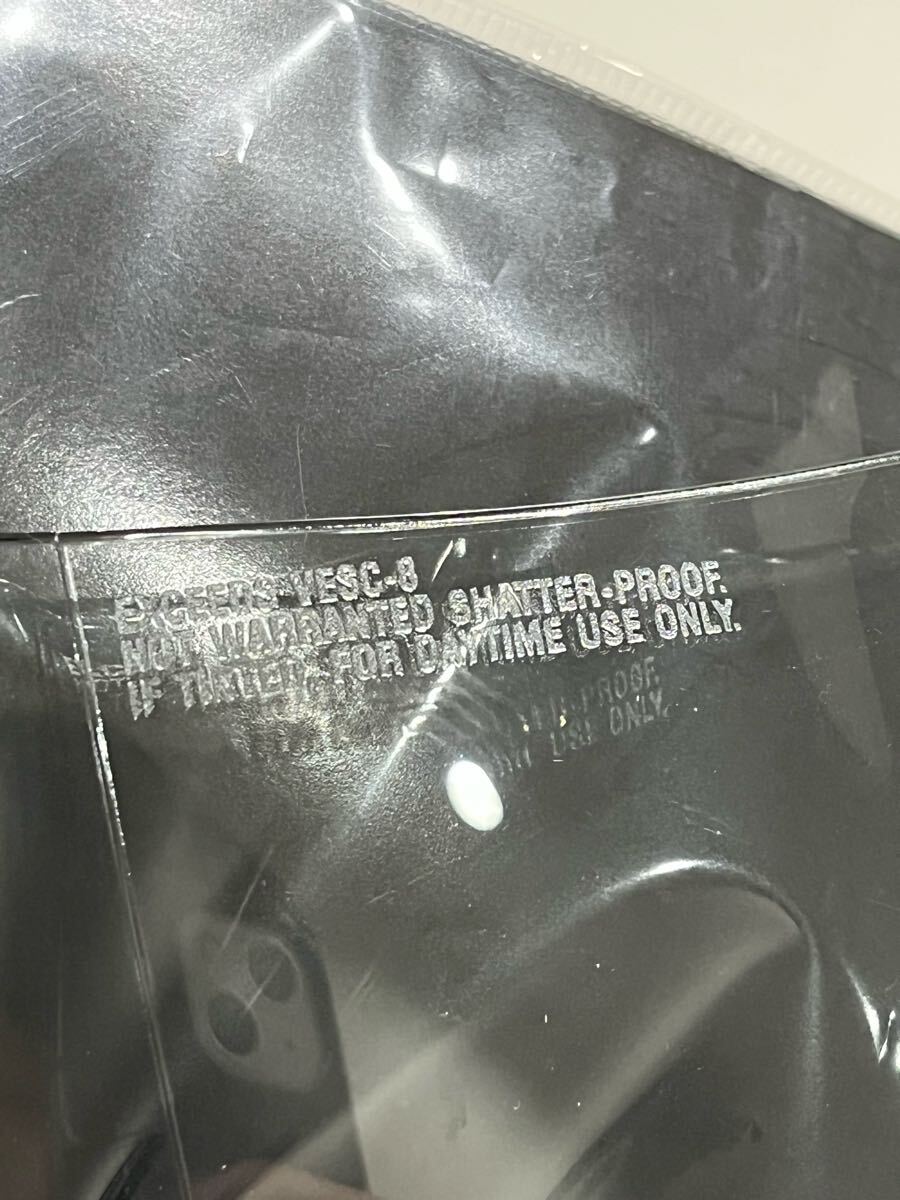 EXCEEDS VESC-8
NOT WARRANTED SHATTER-PROOF.
IF TINTED, FOR DAYTIME USE ONLY.